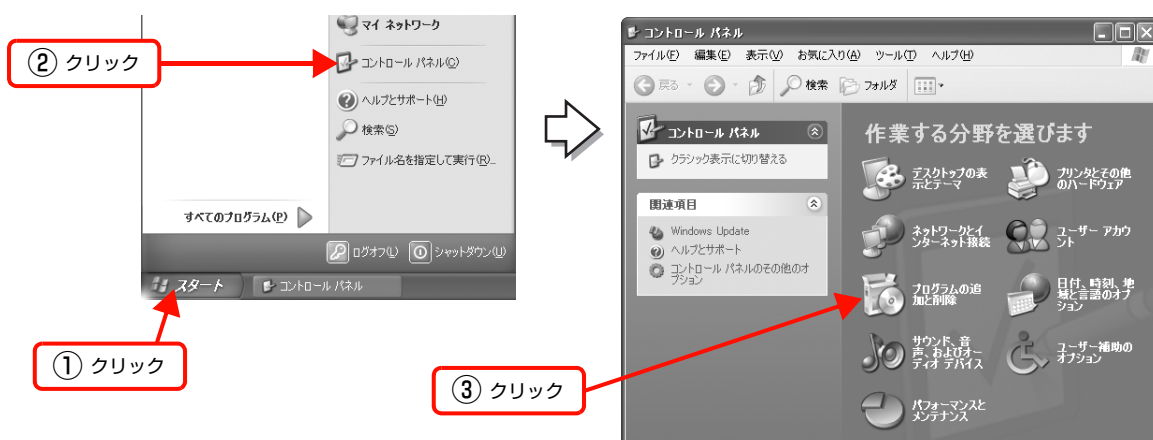 マイ ネットワーク
② クリック
コントロール パネル(C)
ヘルプとサポート(H)
検索(S)
ファイル名を指定して実行(R)...
すべてのプログラム(P)
ログオフ(L)
シャットダウン(U)
スタート
コントロール パネル
① クリック
コントロール パネル
ファイル(F) 編集(E) 表示(V) お気に入り(A) ツール(T) ヘルプ(H)
戻る
検索
フォルダ
コントロール パネル
クラシック表示に切り替える
関連項目
Windows Update
ヘルプとサポート
コントロール パネルのその他のオ
プション
作業する分野を選びます
デスクトップの表
示とテーマ
プリンタとその他
のハードウェア
ネットワークとイ
ンターネット接続
ユーザー アカウ
ント
プログラムの追
加と削除
日付、時刻、地
域と言語のオプ
ション
サウンド、音
声、およびオー
ディオ デバイス
ユーザー補助の
オプション
パフォーマンスと
メンテナンス
③ クリック